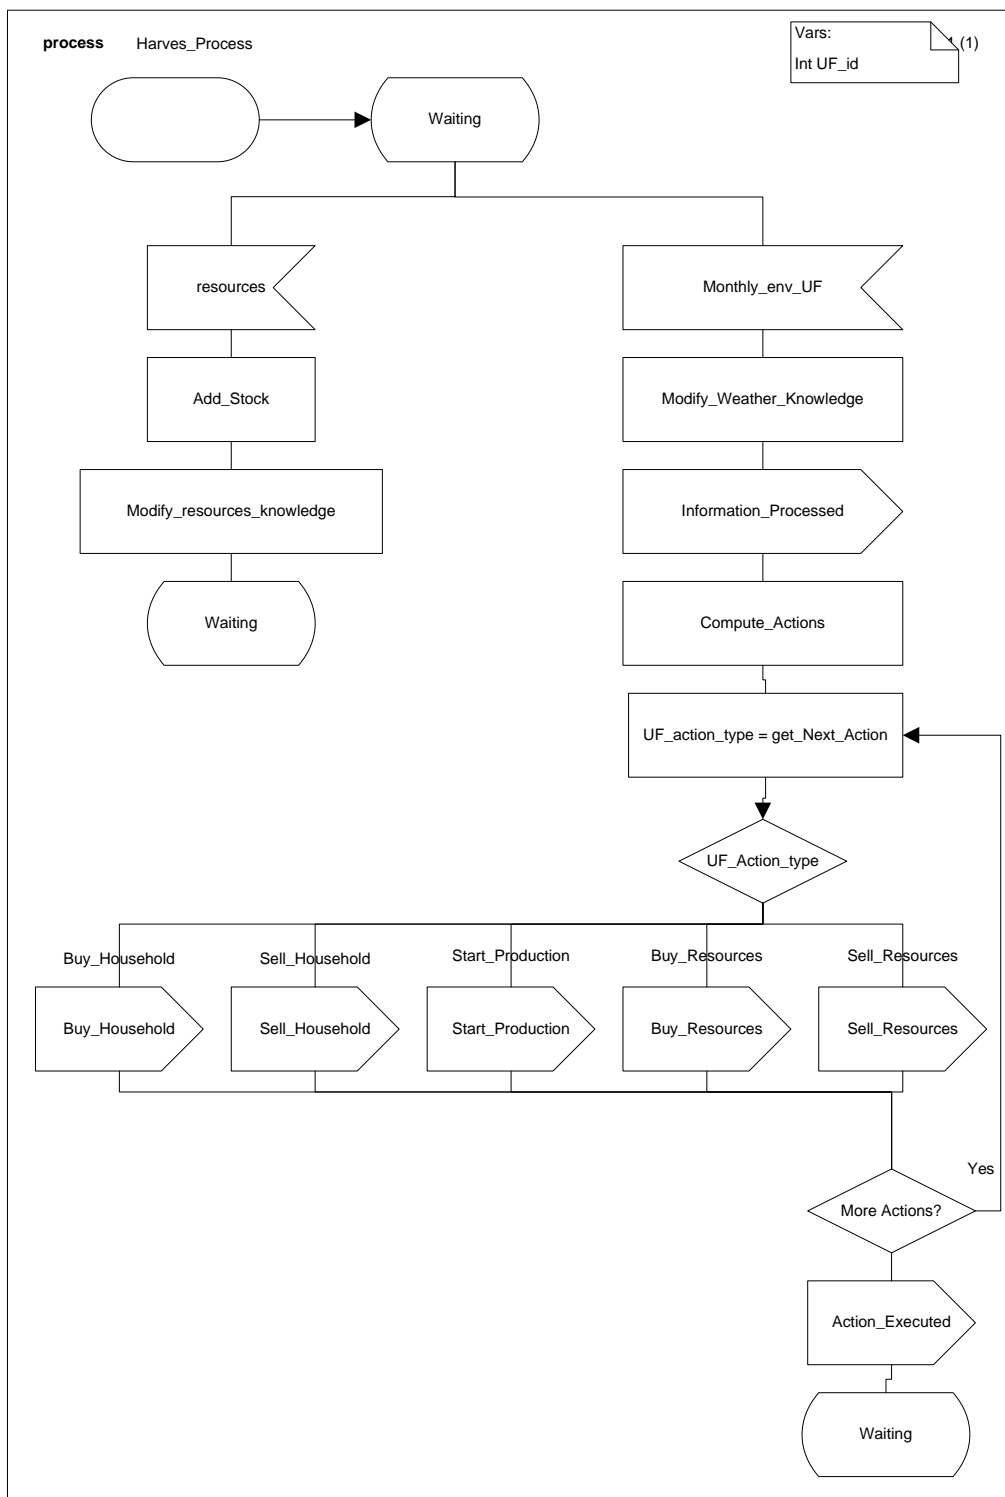 process Harves_Process
Vars:
Int UF_id
(1)
Waiting
resources
Monthly_env_UF
Add_Stock
Modify_Weather_Knowledge
Modify_resources_knowledge
Information_Processed
Waiting
Compute_Actions
UF_action_type = get_Next_Action
UF_Action_type
Buy_Household
Sell_Household
Start_Production
Buy_Resources
Sell_Resources
Buy_Household
Sell_Household
Start_Production
Buy_Resources
Sell_Resources
Yes
More Actions?
Action_Executed
Waiting